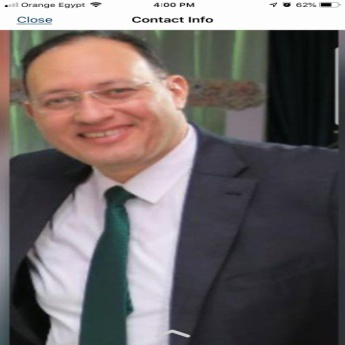 Orange Egypt 4:00 PM 62%
Close Contact Info